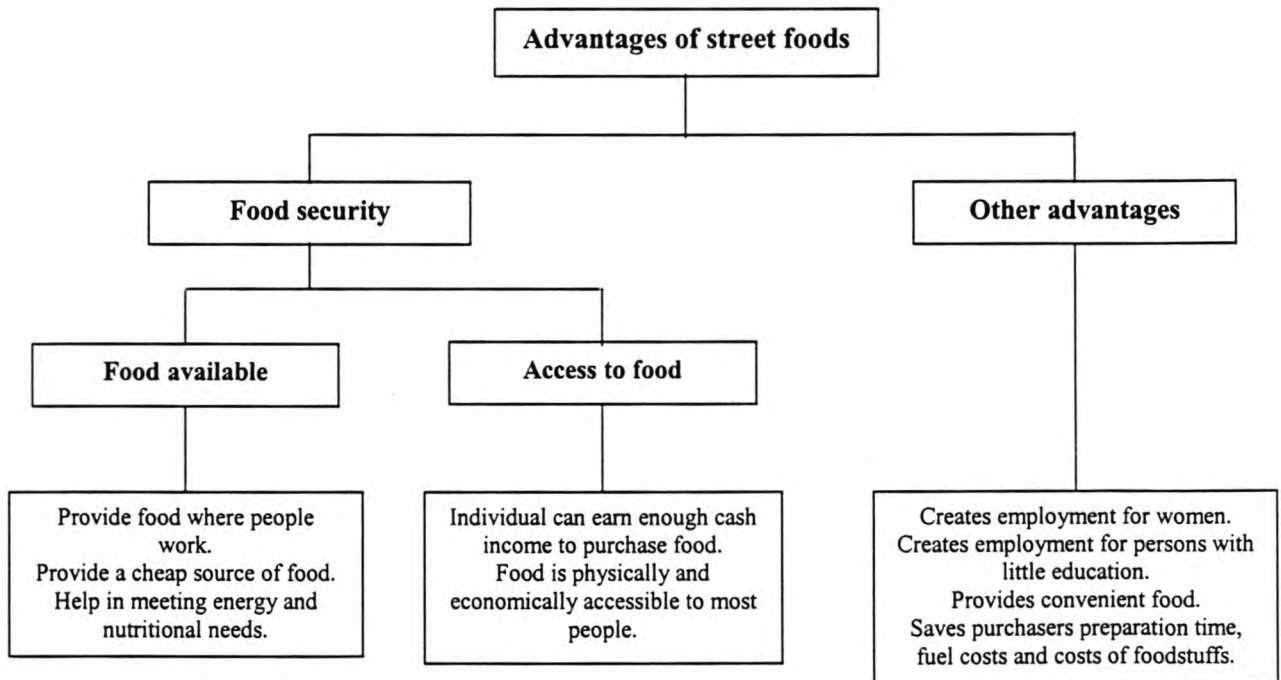 Advantages of street foods
Food security
Other advantages
Food available
Access to food
Provide food where people
work.
Provide a cheap source of food.
Help in meeting energy and
nutritional needs.
Individual can earn enough cash
income to purchase food.
Food is physically and
economically accessible to most
people.
Creates employment for women.
Creates employment for persons with
little education.
Provides convenient food.
Saves purchasers preparation time,
fuel costs and costs of foodstuffs.